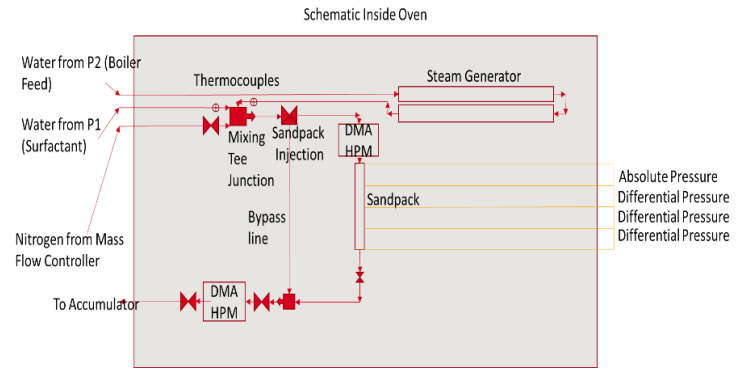 Schematic Inside Oven
Water from P2 (Boiler
Feed)
Thermocouples
Steam Generator
Water from P1
(Surfactant)
Mixing
Tee
Junction
Sandpack
Injection
DMA
HPM
Sandpack
Absolute Pressure
Differential Pressure
Differential Pressure
Differential Pressure
Bypass
line
Nitrogen from Mass
Flow Controller
To Accumulator
DMA
HPM